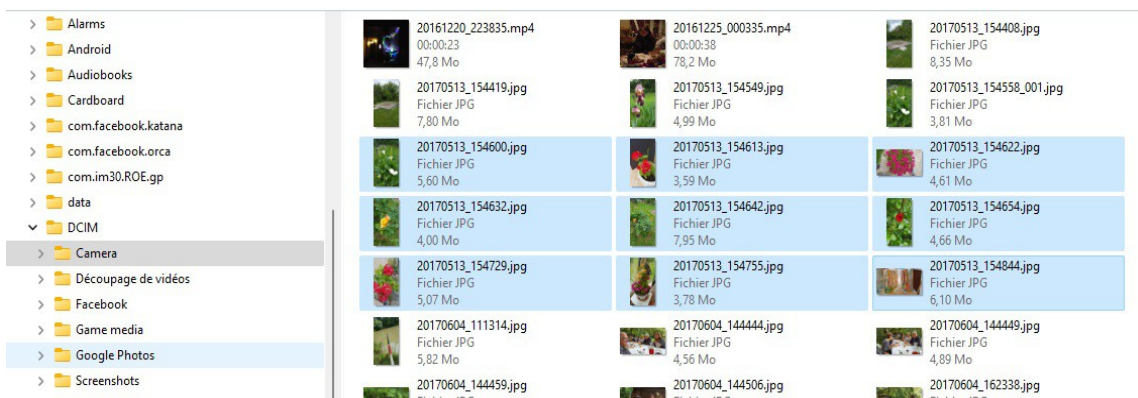 Alarms
Android
Audiobooks
Cardboard
com.facebook.katana
com.facebook.orca
com.im30.ROE.gp
data
DCIM
Camera
Découpage de vidéos
Facebook
Game media
Google Photos
Screenshots
20161220_223835.mp4
00:00:23
47,8 Mo
20161225_000335.mp4
00:00:38
78,2 Mo
20170513_154408.jpg
Fichier JPG
8,35 Mo
20170513_154419.jpg
Fichier JPG
7,80 Mo
20170513_154549.jpg
Fichier JPG
4,99 Mo
20170513_154558_001.jpg
Fichier JPG
3,81 Mo
20170513_154600.jpg
Fichier JPG
5,60 Mo
20170513_154613.jpg
Fichier JPG
3,59 Mo
20170513_154622.jpg
Fichier JPG
4,61 Mo
20170513_154632.jpg
Fichier JPG
4,00 Mo
20170513_154642.jpg
Fichier JPG
7,95 Mo
20170513_154654.jpg
Fichier JPG
4,66 Mo
20170513_154729.jpg
Fichier JPG
5,07 Mo
20170513_154755.jpg
Fichier JPG
3,78 Mo
20170513_154844.jpg
Fichier JPG
6,10 Mo
20170604_111314.jpg
Fichier JPG
5,82 Mo
20170604_144444.jpg
Fichier JPG
4,56 Mo
20170604_144449.jpg
Fichier JPG
4,89 Mo
20170604_144459.jpg
20170604_144506.jpg
20170604_162338.jpg